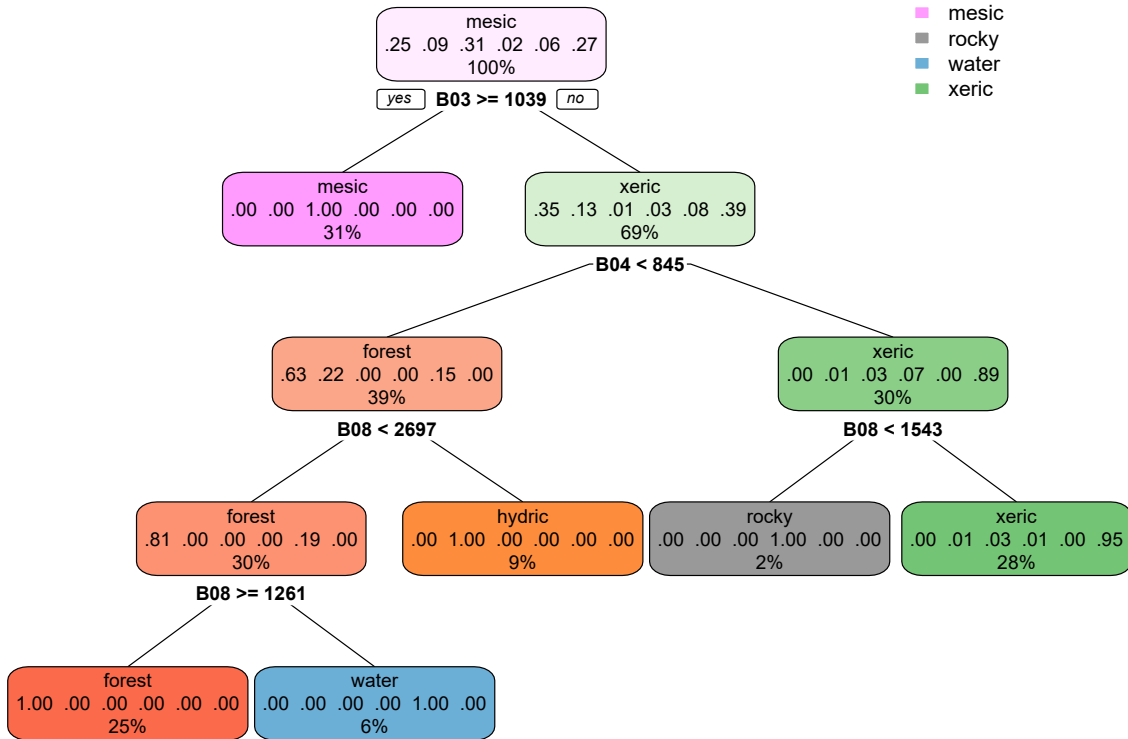 mesic
.25 .09 .31 .02 .06 .27
100%
mesic
rocky
water
xeric
yes B03 >= 1039 no
mesic
.00 .00 1.00 .00 .00 .00
31%
xeric
.35 .13 .01 .03 .08 .39
69%
B04 < 845
forest
.63 .22 .00 .00 .15 .00
39%
xeric
.00 .01 .03 .07 .00 .89
30%
B08 < 2697
B08 < 1543
forest
.81 .00 .00 .00 .19 .00
30%
hydric
.00 1.00 .00 .00 .00 .00
9%
rocky
.00 .00 .00 1.00 .00 .00
2%
xeric
.00 .01 .03 .01 .00 .95
28%
B08 >= 1261
forest
1.00 .00 .00 .00 .00 .00
25%
water
.00 .00 .00 .00 1.00 .00
6%